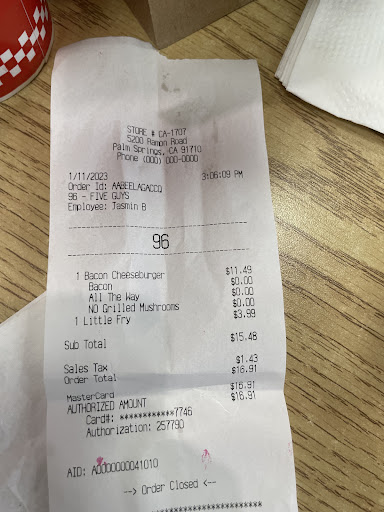 STORE # CA-1707
5200 Ramon Road
Palm Springs, CA 91710
Phone (000) 000-0000
1/11/2023 3:06:09 PM
Order Id: AABEELAGACCQ
96 - FIVE GUYS
Employee: Jasmin B
96
1 Bacon Cheeseburger $11.49
Bacon $0.00
All The Way $0.00
NO Grilled Mushrooms $0.00
1 Little Fry $3.99
Sub Total $15.48
Sales Tax $1.43
Order Total $16.91
MasterCard $16.91
AUTHORIZED AMOUNT $16.91
Card#: ************7746
Authorization: 257790
AID: A0000000041010
--> Order Closed <--